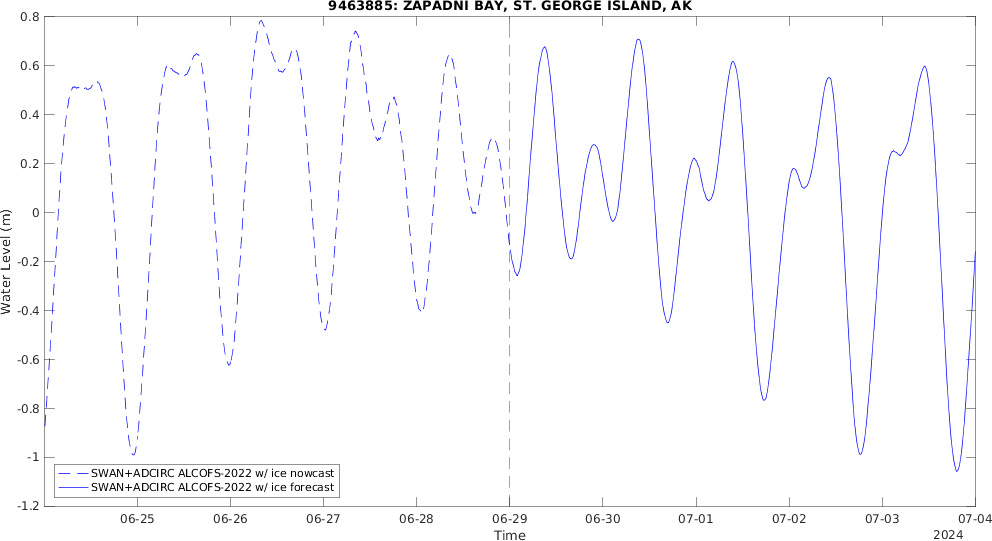 9463885: ZAPADNI BAY, ST. GEORGE ISLAND, AK
0.8
0.6
0.4
0.2
0
-0.2
-0.4
-0.6
-0.8
-1
-1.2
Water Level (m)
SWAN+ADCIRC ALCOFS-2022 w/ ice nowcast
SWAN+ADCIRC ALCOFS-2022 w/ ice forecast
06-25 06-26 06-27 06-28 06-29 06-30 07-01 07-02 07-03 07-04
Time
2024